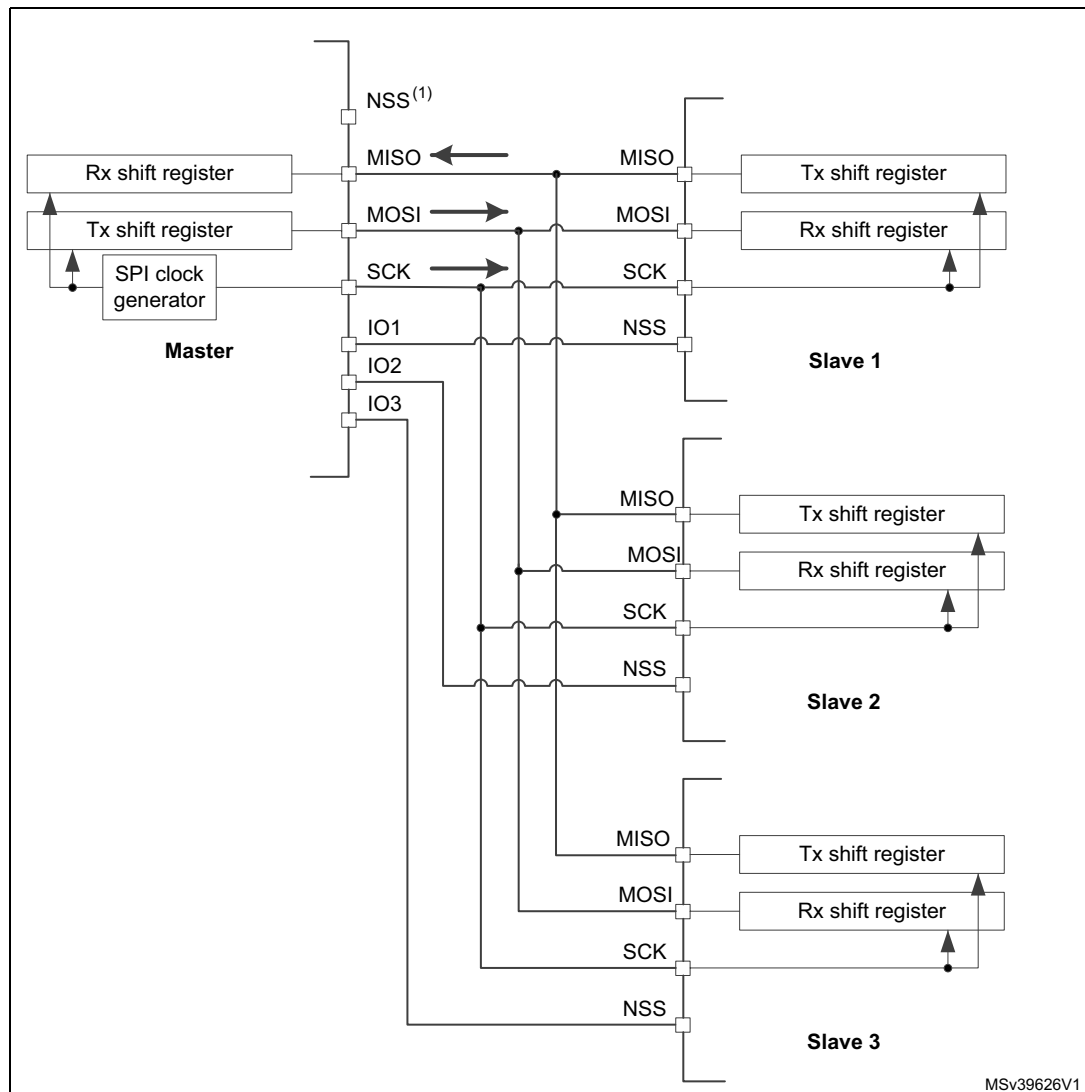 NSS(1)
MISO
Rx shift register
MOSI
Tx shift register
SCK
SPI clock
generator
IO1
Master
IO2
IO3
MISO
Tx shift register
MOSI
Rx shift register
SCK
NSS
Slave 1
MISO
Tx shift register
MOSI
Rx shift register
SCK
NSS
Slave 2
MISO
Tx shift register
MOSI
Rx shift register
SCK
NSS
Slave 3
MSv39626V1